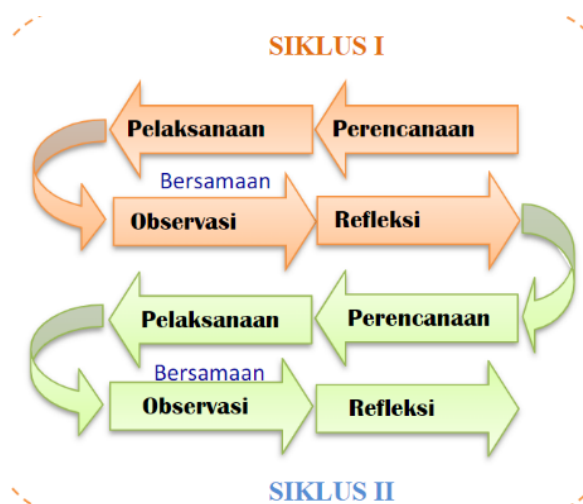 SIKLUS I
Pelaksanaan Perencanaan
Bersamaan
Observasi Refleksi
Pelaksanaan Perencanaan
Bersamaan
Observasi Refleksi
SIKLUS II